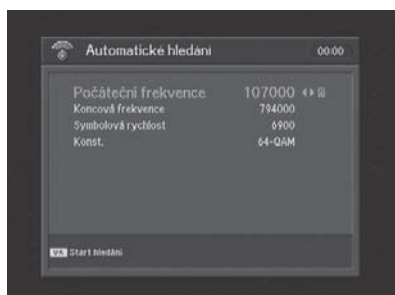 Automatické hledání 00:00
Počáteční frekvence 107000
Koncová frekvence 794000
Symbolová rychlost 6900
Konst. 64-QAM
OK Start hledání